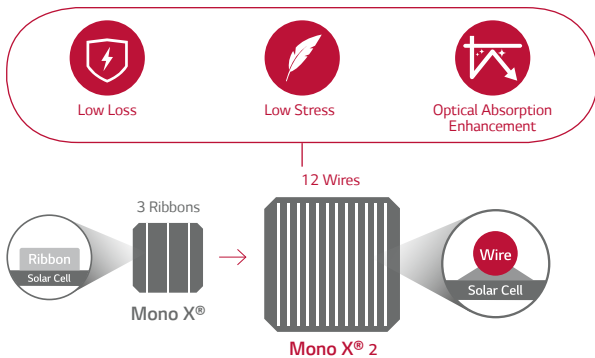 Low Loss
Low Stress
Optical Absorption
Enhancement
12 Wires
3 Ribbons
Ribbon
Solar Cell
Mono X®
Wire
Solar Cell
Mono X® 2